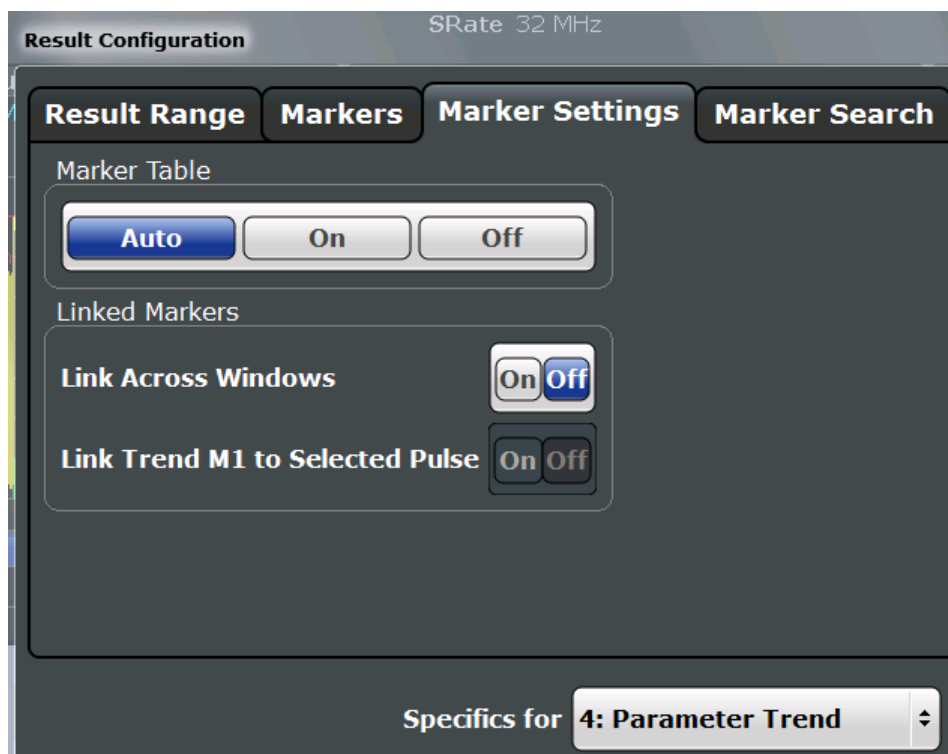 SRate 32 MHz
Result Configuration
Result Range Markers Marker Settings Marker Search
Marker Table
Auto On Off
Linked Markers
Link Across Windows On Off
Link Trend M1 to Selected Pulse On Off
Specifics for 4: Parameter Trend